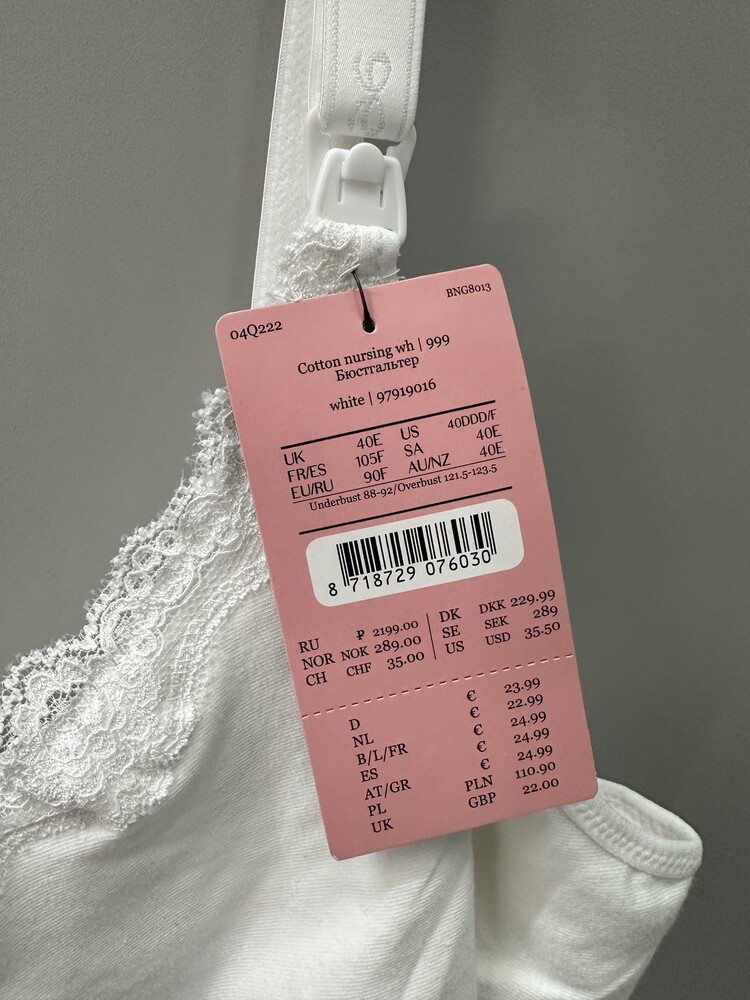 04Q222
BNG8013
Cotton nursing wh | 999
Бюстгальтер
white | 97919016
UK 40E US 40DDD/F
FR/ES 105F SA 40E
EU/RU 90F AU/NZ 40E
Underbust 88-92/Overbust 121.5-123.5
8 718729 076030
RU ₽ 2199.00 DK DKK 229.99
NOR NOK 289.00 SE SEK 289
CH CHF 35.00 US USD 35.50
D € 23.99
NL € 22.99
B/L/FR € 24.99
ES € 24.99
AT/GR € 24.99
PL PLN 110.90
UK GBP 22.00